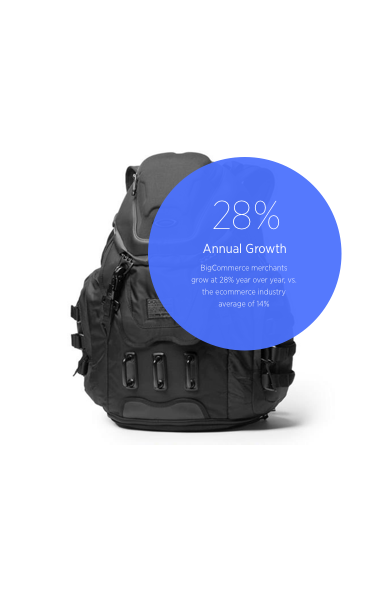 28%
Annual Growth
BigCommerce merchants
grow at 28% year over year, vs.
the ecommerce industry
average of 14%